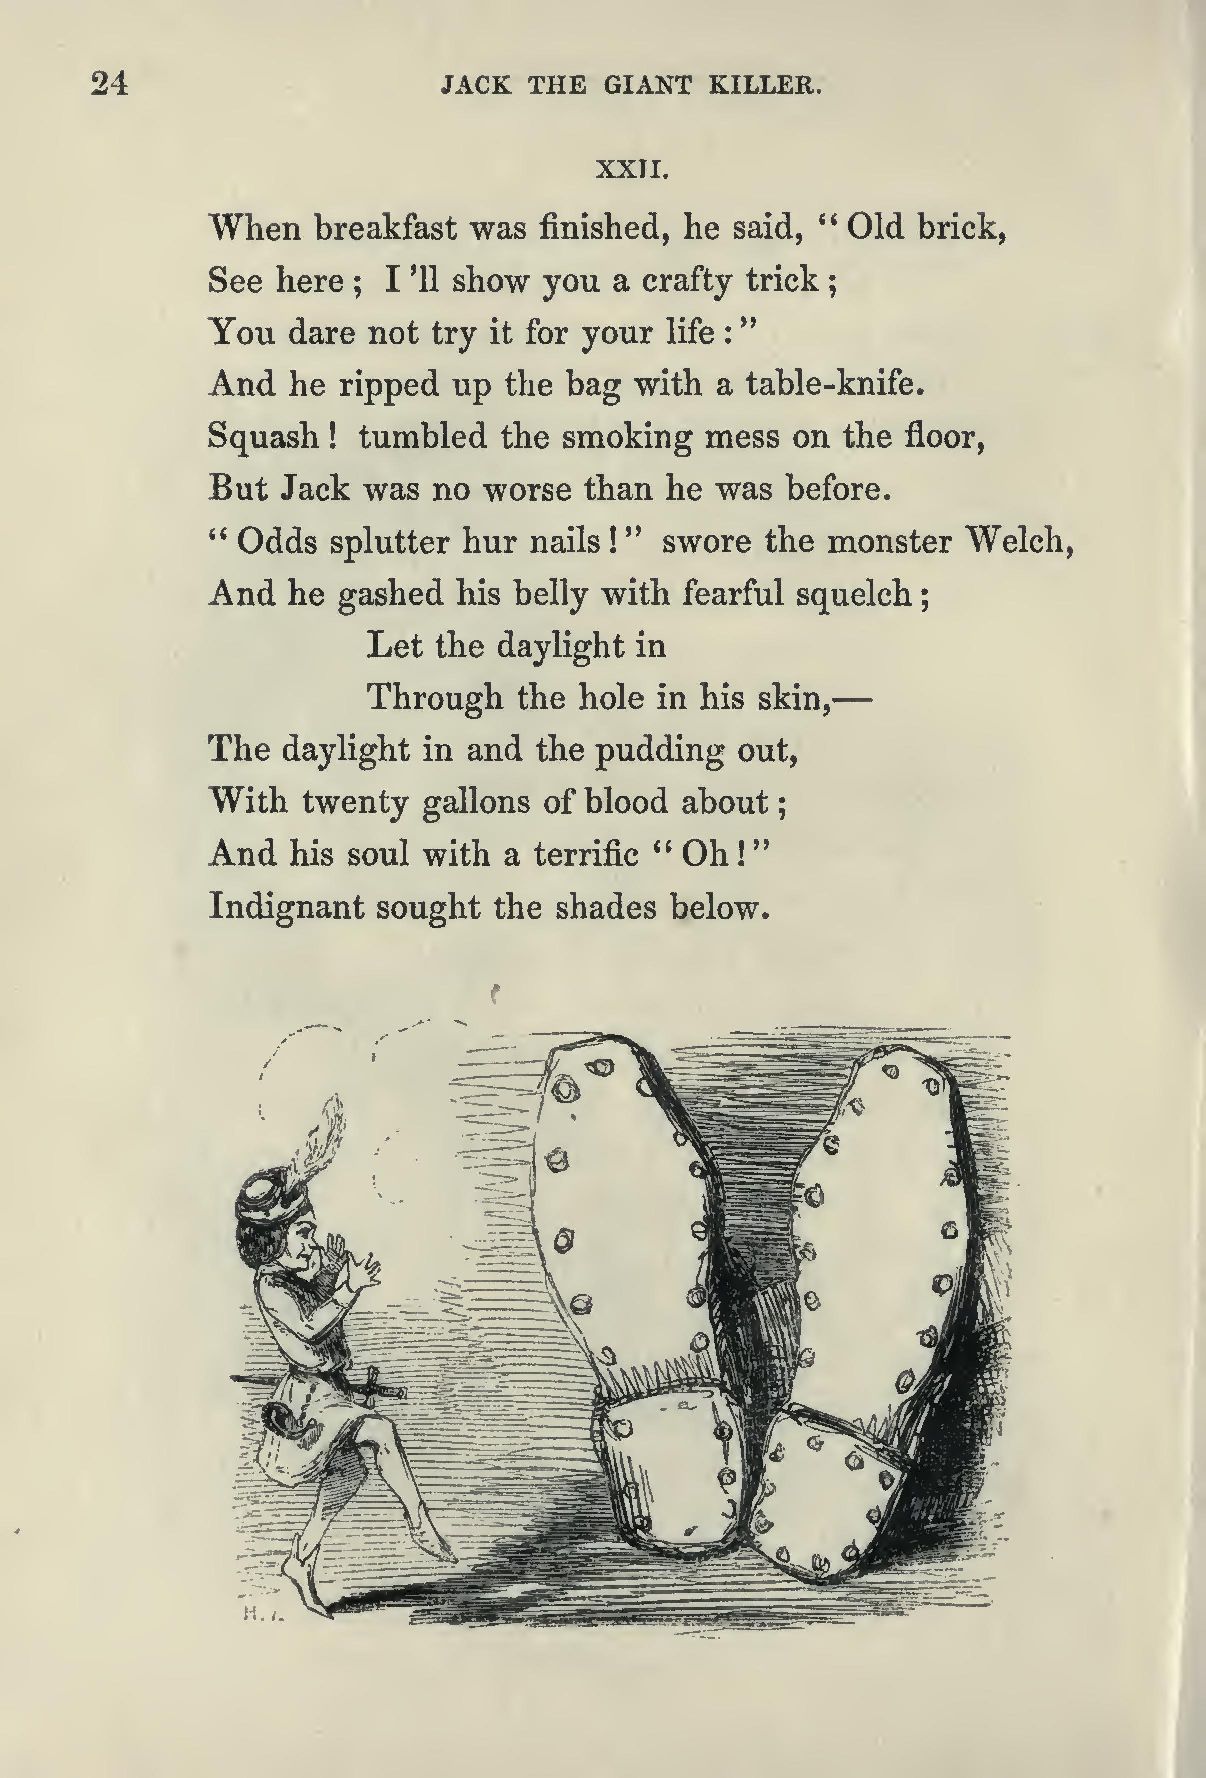 24 JACK THE GIANT KILLER.
XXII.
When breakfast was finished, he said, “ Old brick,
See here ; I ’ll show you a crafty trick ;
You dare not try it for your life : ”
And he ripped up the bag with a table-knife.
Squash ! tumbled the smoking mess on the floor,
But Jack was no worse than he was before.
“ Odds splutter hur nails ! ” swore the monster Welch,
And he gashed his belly with fearful squelch ;
Let the daylight in
Through the hole in his skin,—
The daylight in and the pudding out,
With twenty gallons of blood about ;
And his soul with a terrific “ Oh ! ”
Indignant sought the shades below.